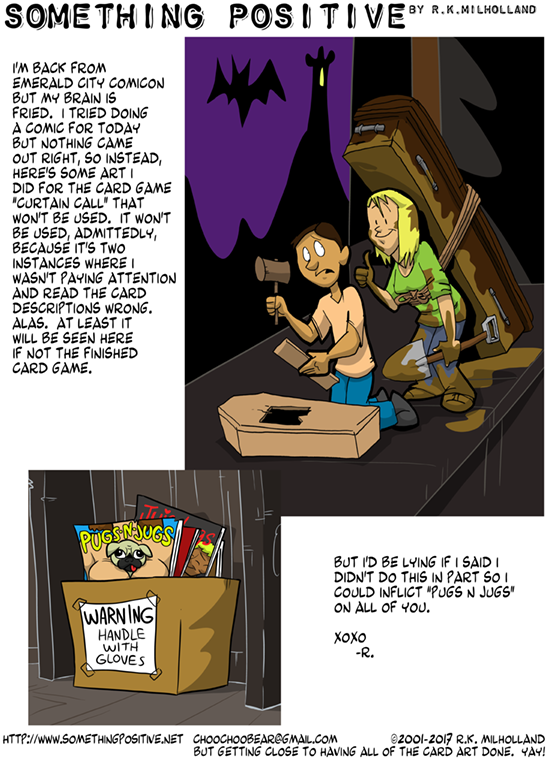 SOMETHING POSITIVE BY R.K.MILHOLLAND
I'M BACK FROM
EMERALD CITY COMICON
BUT MY BRAIN IS
FRIED. I TRIED DOING
A COMIC FOR TODAY
BUT NOTHING CAME
OUT RIGHT, SO INSTEAD,
HERE'S SOME ART I
DID FOR THE CARD GAME
"CURTAIN CALL" THAT
WON'T BE USED. IT WON'T
BE USED, ADMITTEDLY,
BECAUSE IT'S TWO
INSTANCES WHERE I
WASN'T PAYING ATTENTION
AND READ THE CARD
DESCRIPTIONS WRONG.
ALAS. AT LEAST IT
WILL BE SEEN HERE
IF NOT THE FINISHED
CARD GAME.
PUGS'N'JUGS
WARNING
HANDLE
WITH
GLOVES
BUT I'D BE LYING IF I SAID I
DIDN'T DO THIS IN PART SO I
COULD INFLICT "PUGS N JUGS"
ON ALL OF YOU.
XOXO
-R.
HTTP://WWW.SOMETHINGPOSITIVE.NET CHOOCHOOBEAR@GMAIL.COM ©2001-2017 R.K. MILHOLLAND
BUT GETTING CLOSE TO HAVING ALL OF THE CARD ART DONE. YAY!